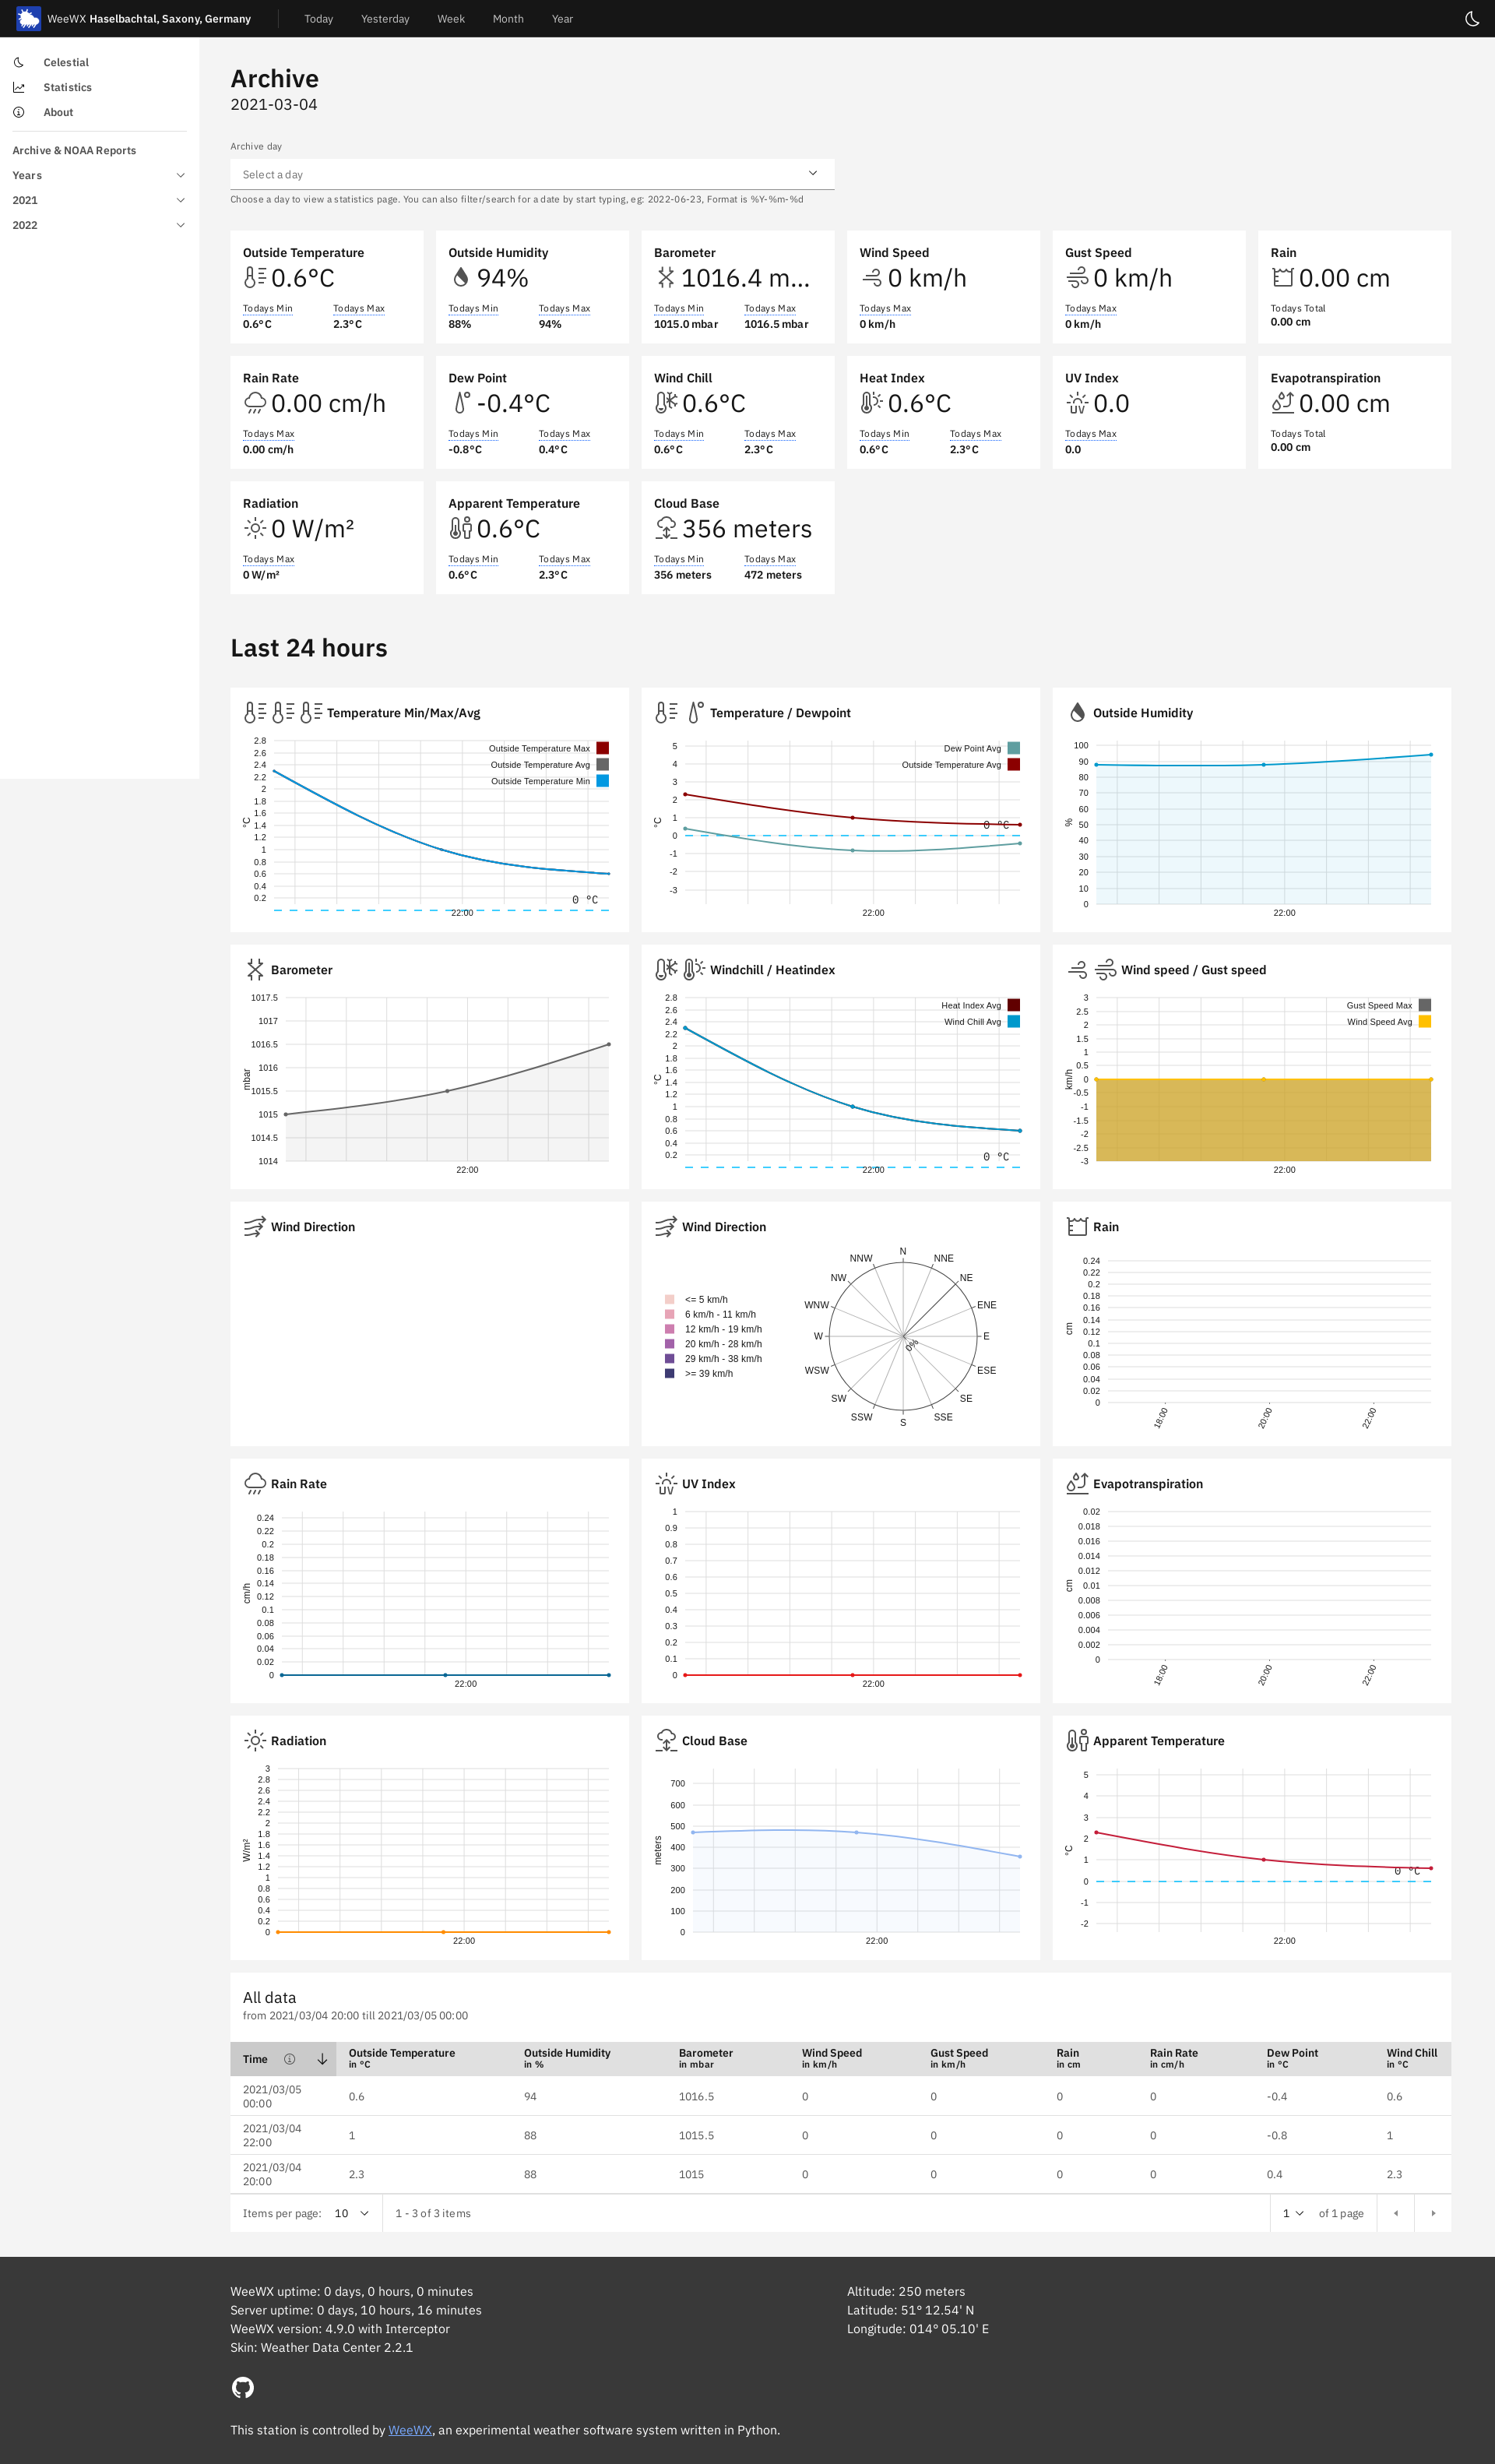 WeeWX Haselbachtal, Saxony, Germany
Today Yesterday Week Month Year
Celestial
Statistics
About
Archive & NOAA Reports
Years
2021
2022
Archive
2021-03-04
Archive day
Select a day
Choose a day to view a statistics page. You can also filter/search for a date by start typing, eg: 2022-06-23, Format is %Y-%m-%d
Outside Temperature
0.6°C
Todays Min Todays Max
0.6°C 2.3°C
Outside Humidity
94%
Todays Min Todays Max
88% 94%
Barometer
1016.4 m...
Todays Min Todays Max
1015.0 mbar 1016.5 mbar
Wind Speed
0 km/h
Todays Max
0 km/h
Gust Speed
0 km/h
Todays Max
0 km/h
Rain
0.00 cm
Todays Total
0.00 cm
Rain Rate
0.00 cm/h
Todays Max
0.00 cm/h
Dew Point
-0.4°C
Todays Min Todays Max
-0.8°C 0.4°C
Wind Chill
0.6°C
Todays Min Todays Max
0.6°C 2.3°C
Heat Index
0.6°C
Todays Min Todays Max
0.6°C 2.3°C
UV Index
0.0
Todays Max
0.0
Evapotranspiration
0.00 cm
Todays Total
0.00 cm
Radiation
0 W/m²
Todays Max
0 W/m²
Apparent Temperature
0.6°C
Todays Min Todays Max
0.6°C 2.3°C
Cloud Base
356 meters
Todays Min Todays Max
356 meters 472 meters
Last 24 hours
Temperature Min/Max/Avg
Outside Temperature Max
Outside Temperature Avg
Outside Temperature Min
°C
2.8
2.6
2.4
2.2
2
1.8
1.6
1.4
1.2
1
0.8
0.6
0.4
0.2
0 °C
22:00
Temperature / Dewpoint
Dew Point Avg
Outside Temperature Avg
°C
5
4
3
2
1
0
-1
-2
-3
0 °C
22:00
Outside Humidity
%
100
90
80
70
60
50
40
30
20
10
0
22:00
Barometer
mbar
1017.5
1017
1016.5
1016
1015.5
1015
1014.5
1014
22:00
Windchill / Heatindex
Heat Index Avg
Wind Chill Avg
°C
2.8
2.6
2.4
2.2
2
1.8
1.6
1.4
1.2
1
0.8
0.6
0.4
0.2
0 °C
22:00
Wind speed / Gust speed
Gust Speed Max
Wind Speed Avg
km/h
3
2.5
2
1.5
1
0.5
0
-0.5
-1
-1.5
-2
-2.5
-3
22:00
Wind Direction
Wind Direction
<= 5 km/h
6 km/h - 11 km/h
12 km/h - 19 km/h
20 km/h - 28 km/h
29 km/h - 38 km/h
>= 39 km/h
N
NNE
NE
ENE
E
ESE
SE
SSE
S
SSW
SW
WSW
W
WNW
NW
NNW
0%
Rain
cm
0.24
0.22
0.2
0.18
0.16
0.14
0.12
0.1
0.08
0.06
0.04
0.02
0
18:00 20:00 22:00
Rain Rate
cm/h
0.24
0.22
0.2
0.18
0.16
0.14
0.12
0.1
0.08
0.06
0.04
0.02
0
22:00
UV Index
1
0.9
0.8
0.7
0.6
0.5
0.4
0.3
0.2
0.1
0
22:00
Evapotranspiration
cm
0.02
0.018
0.016
0.014
0.012
0.01
0.008
0.006
0.004
0.002
0
18:00 20:00 22:00
Radiation
W/m²
3
2.8
2.6
2.4
2.2
2
1.8
1.6
1.4
1.2
1
0.8
0.6
0.4
0.2
0
22:00
Cloud Base
meters
700
600
500
400
300
200
100
0
22:00
Apparent Temperature
°C
5
4
3
2
1
0
-1
-2
0 °C
22:00
All data
from 2021/03/04 20:00 till 2021/03/05 00:00
Time Outside Temperature Outside Humidity Barometer Wind Speed Gust Speed Rain Rain Rate Dew Point Wind Chill
in °C in % in mbar in km/h in km/h in cm in cm/h in °C in °C
2021/03/05 00:00 0.6 94 1016.5 0 0 0 0 -0.4 0.6
2021/03/04 22:00 1 88 1015.5 0 0 0 0 -0.8 1
2021/03/04 20:00 2.3 88 1015 0 0 0 0 0.4 2.3
Items per page: 10 1 - 3 of 3 items 1 of 1 page
WeeWX uptime: 0 days, 0 hours, 0 minutes
Server uptime: 0 days, 10 hours, 16 minutes
WeeWX version: 4.9.0 with Interceptor
Skin: Weather Data Center 2.2.1
Altitude: 250 meters
Latitude: 51° 12.54' N
Longitude: 014° 05.10' E
This station is controlled by WeeWX, an experimental weather software system written in Python.